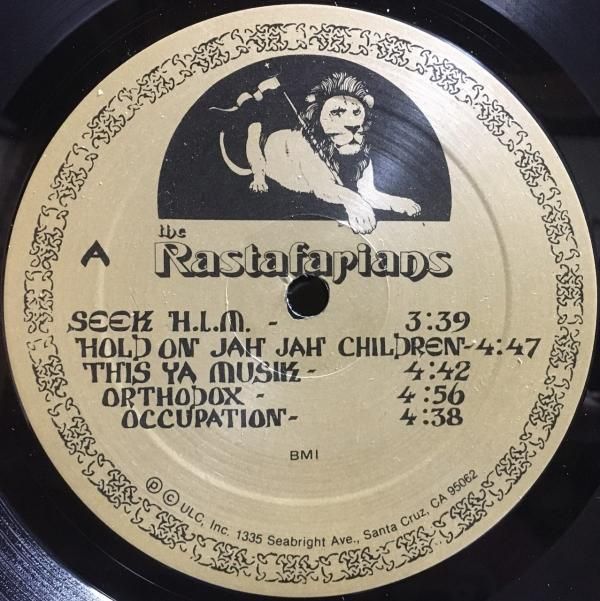 the
Rastafarians
A
SEEK H.I.M. - 3:39
HOLD ON JAH JAH CHILDREN-4:47
THIS YA MUSIK- 4:42
ORTHODOX - 4:56
OCCUPATION- 4:38
BMI
℗ © ULC, Inc. 1335 Seabright Ave., Santa Cruz, CA 95062